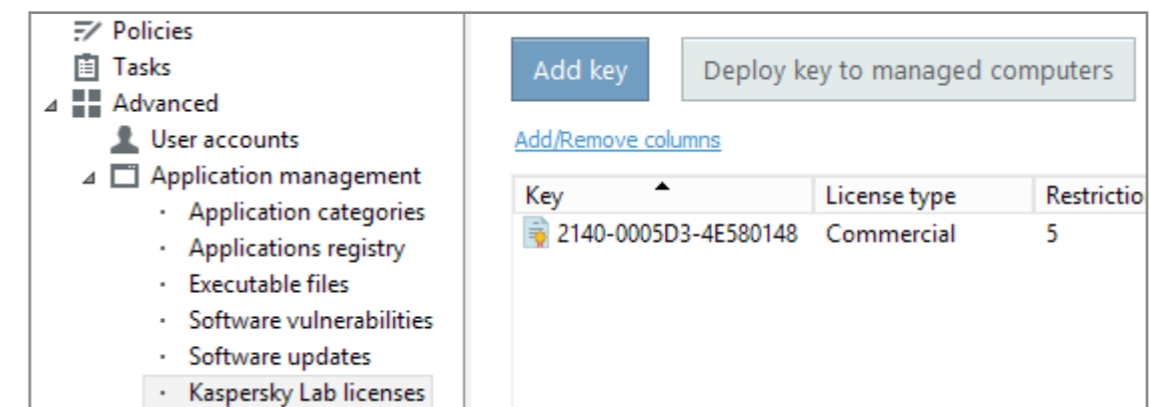 Policies
Tasks
Advanced
User accounts
Application management
Application categories
Applications registry
Executable files
Software vulnerabilities
Software updates
Kaspersky Lab licenses
Add key
Deploy key to managed computers
Add/Remove columns
Key License type Restrictio
2140-0005D3-4E580148 Commercial 5